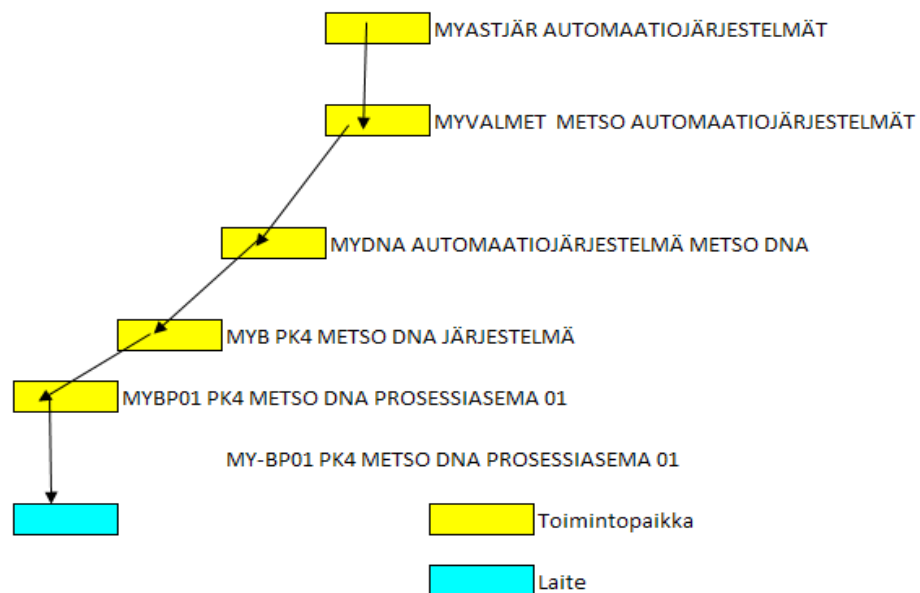 MYASTJÄR AUTOMAATIOJÄRJESTELMÄT
MYVALMET METSO AUTOMAATIOJÄRJESTELMÄT
MYDNA AUTOMAATIOJÄRJESTELMÄ METSO DNA
MYB PK4 METSO DNA JÄRJESTELMÄ
MYBP01 PK4 METSO DNA PROSESSIASEMA 01
MY-BP01 PK4 METSO DNA PROSESSIASEMA 01
Toimintopaikka
Laite